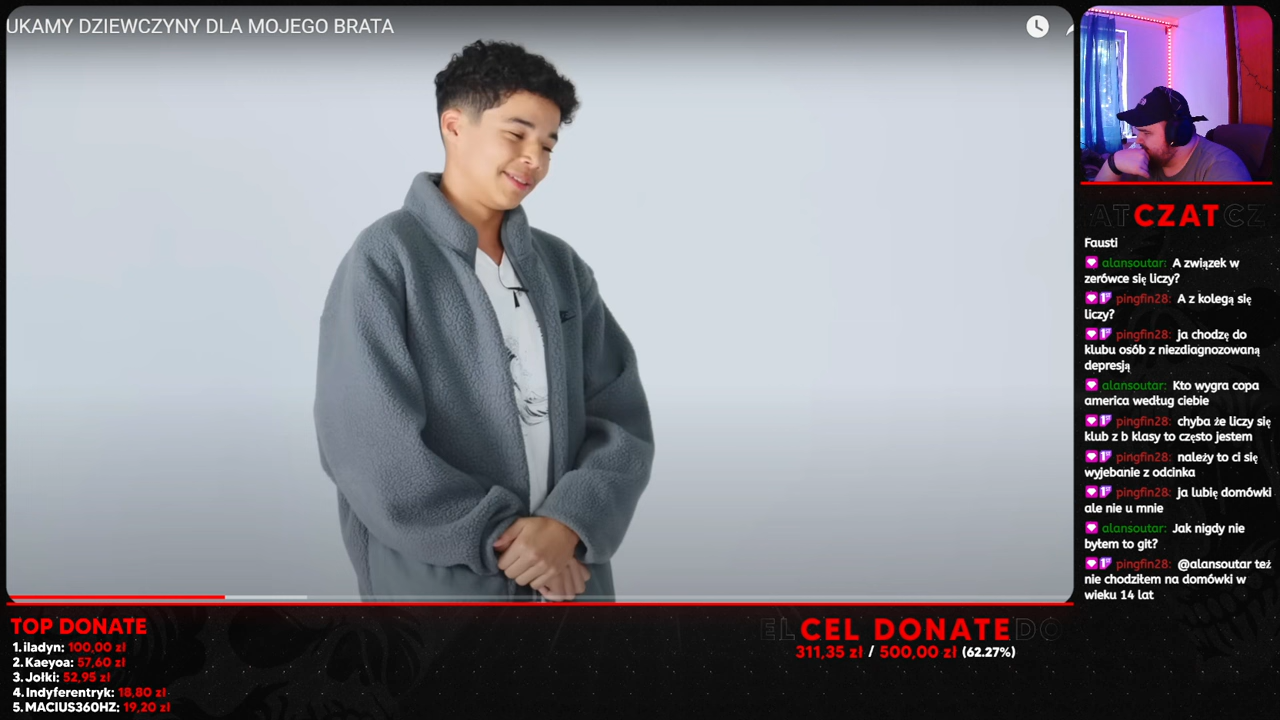 UKAMY DZIEWCZYNY DLA MOJEGO BRATA
CZAT
Fausti
alansoutar: A związek w
zerówce się liczy?
pingfin28: A z kolegą się
liczy?
pingfin28: ja chodzę do
klubu osób z niezdiagnozowaną
depresją
alansoutar: Kto wygra copa
america według ciebie
pingfin28: chyba że liczy się
klub z b klasy to często jestem
pingfin28: należy to ci się
wyjebanie z odcinka
pingfin28: ja lubię domówki
ale nie u mnie
alansoutar: Jak nigdy nie
byłem to git?
pingfin28: @alansoutar też
nie chodziłem na domówki w
wieku 14 lat
TOP DONATE
1. iladyn: 100,00 zł
2. Kaeyoa: 57,60 zł
3. Jołki: 52,95 zł
4. Indyferentryk: 18,80 zł
5. MACIUS360HZ: 19,20 zł
EL CEL DONATE DO
311,35 zł / 500,00 zł (62.27%)